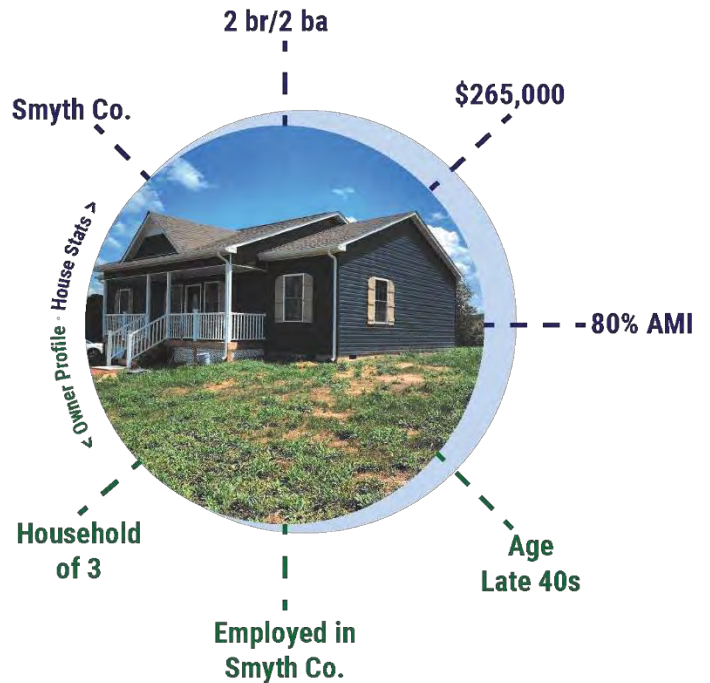 2 br/2 ba
$265,000
Smyth Co.
House Stats >
80% AMI
< Owner Profile ◦
Household
of 3
Age
Late 40s
Employed in
Smyth Co.